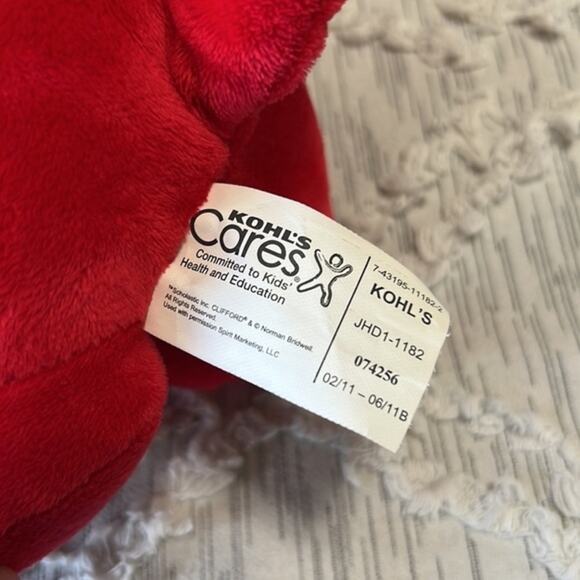 KOHL'S
Cares®
Committed to Kids'
Health and Education
™Scholastic Inc. CLIFFORD® & © Norman Bridwell.
All Rights Reserved.
Used with permission Spirit Marketing, LLC
7-43195-11182-2
KOHL'S
JHD1-1182
074256
02/11 – 06/11B